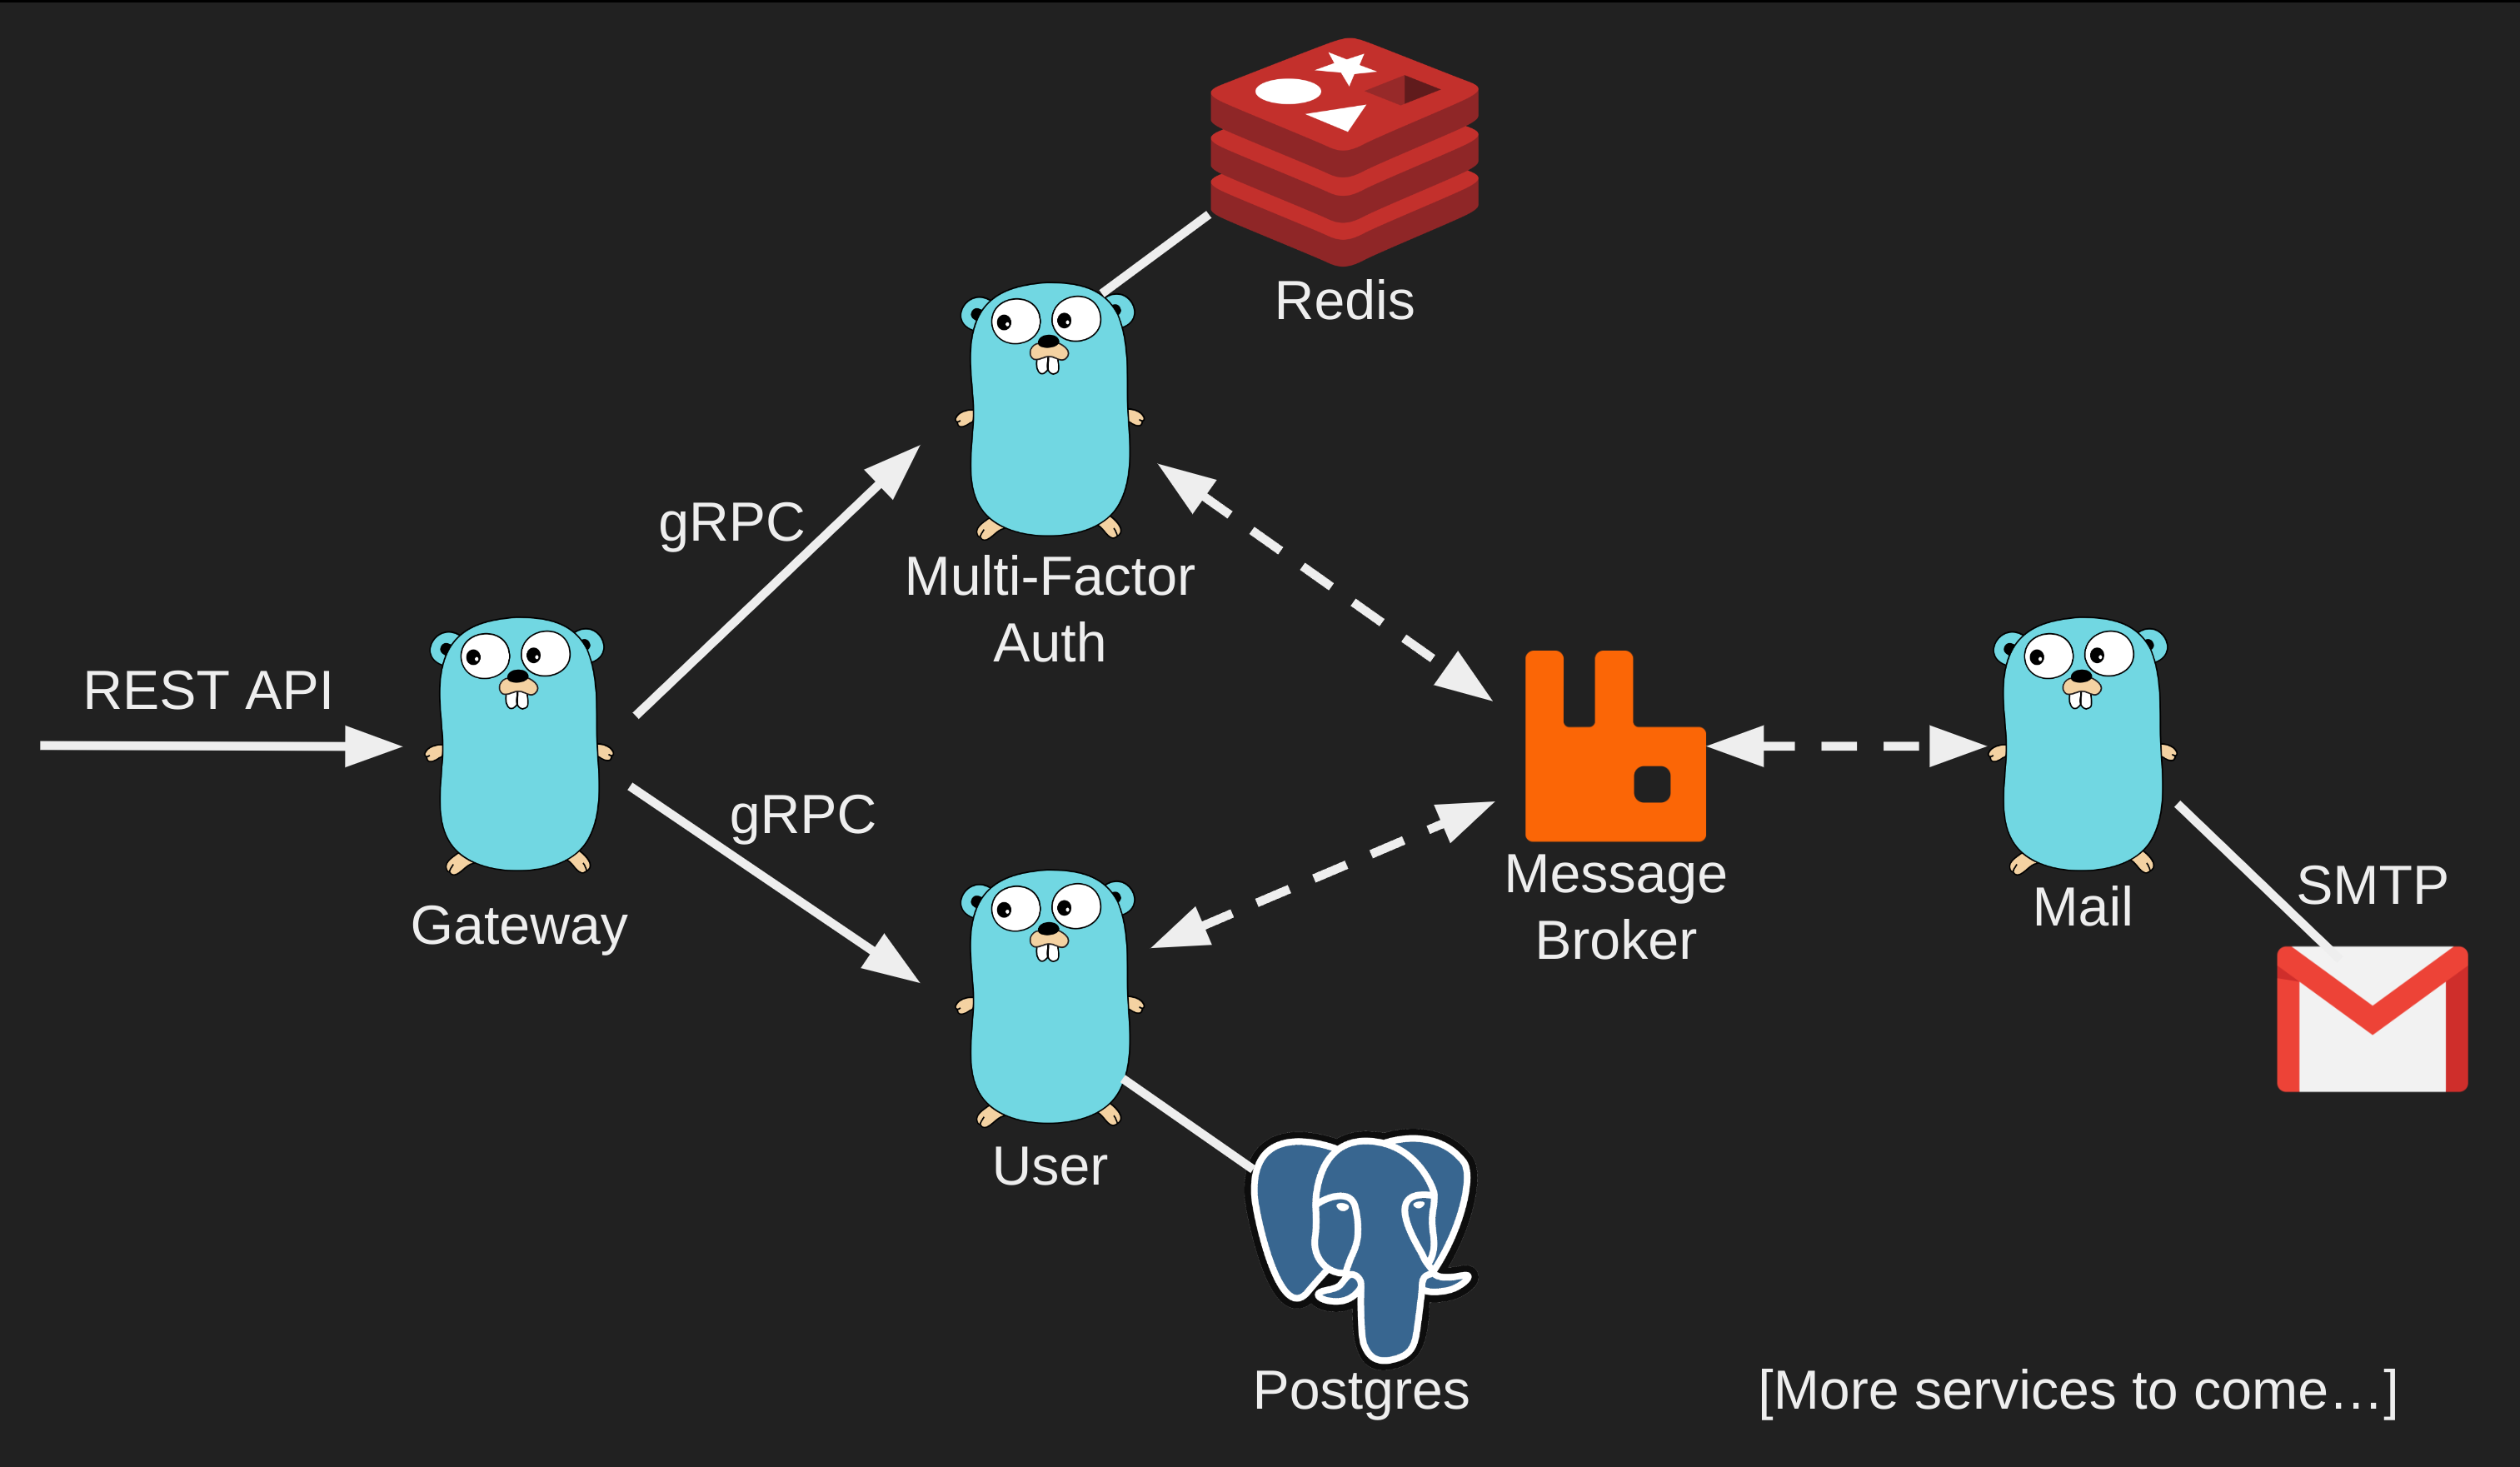 Redis
gRPC
Multi-Factor
Auth
REST API
gRPC
Gateway
Message
Broker
SMTP
Mail
User
Postgres
[More services to come...]